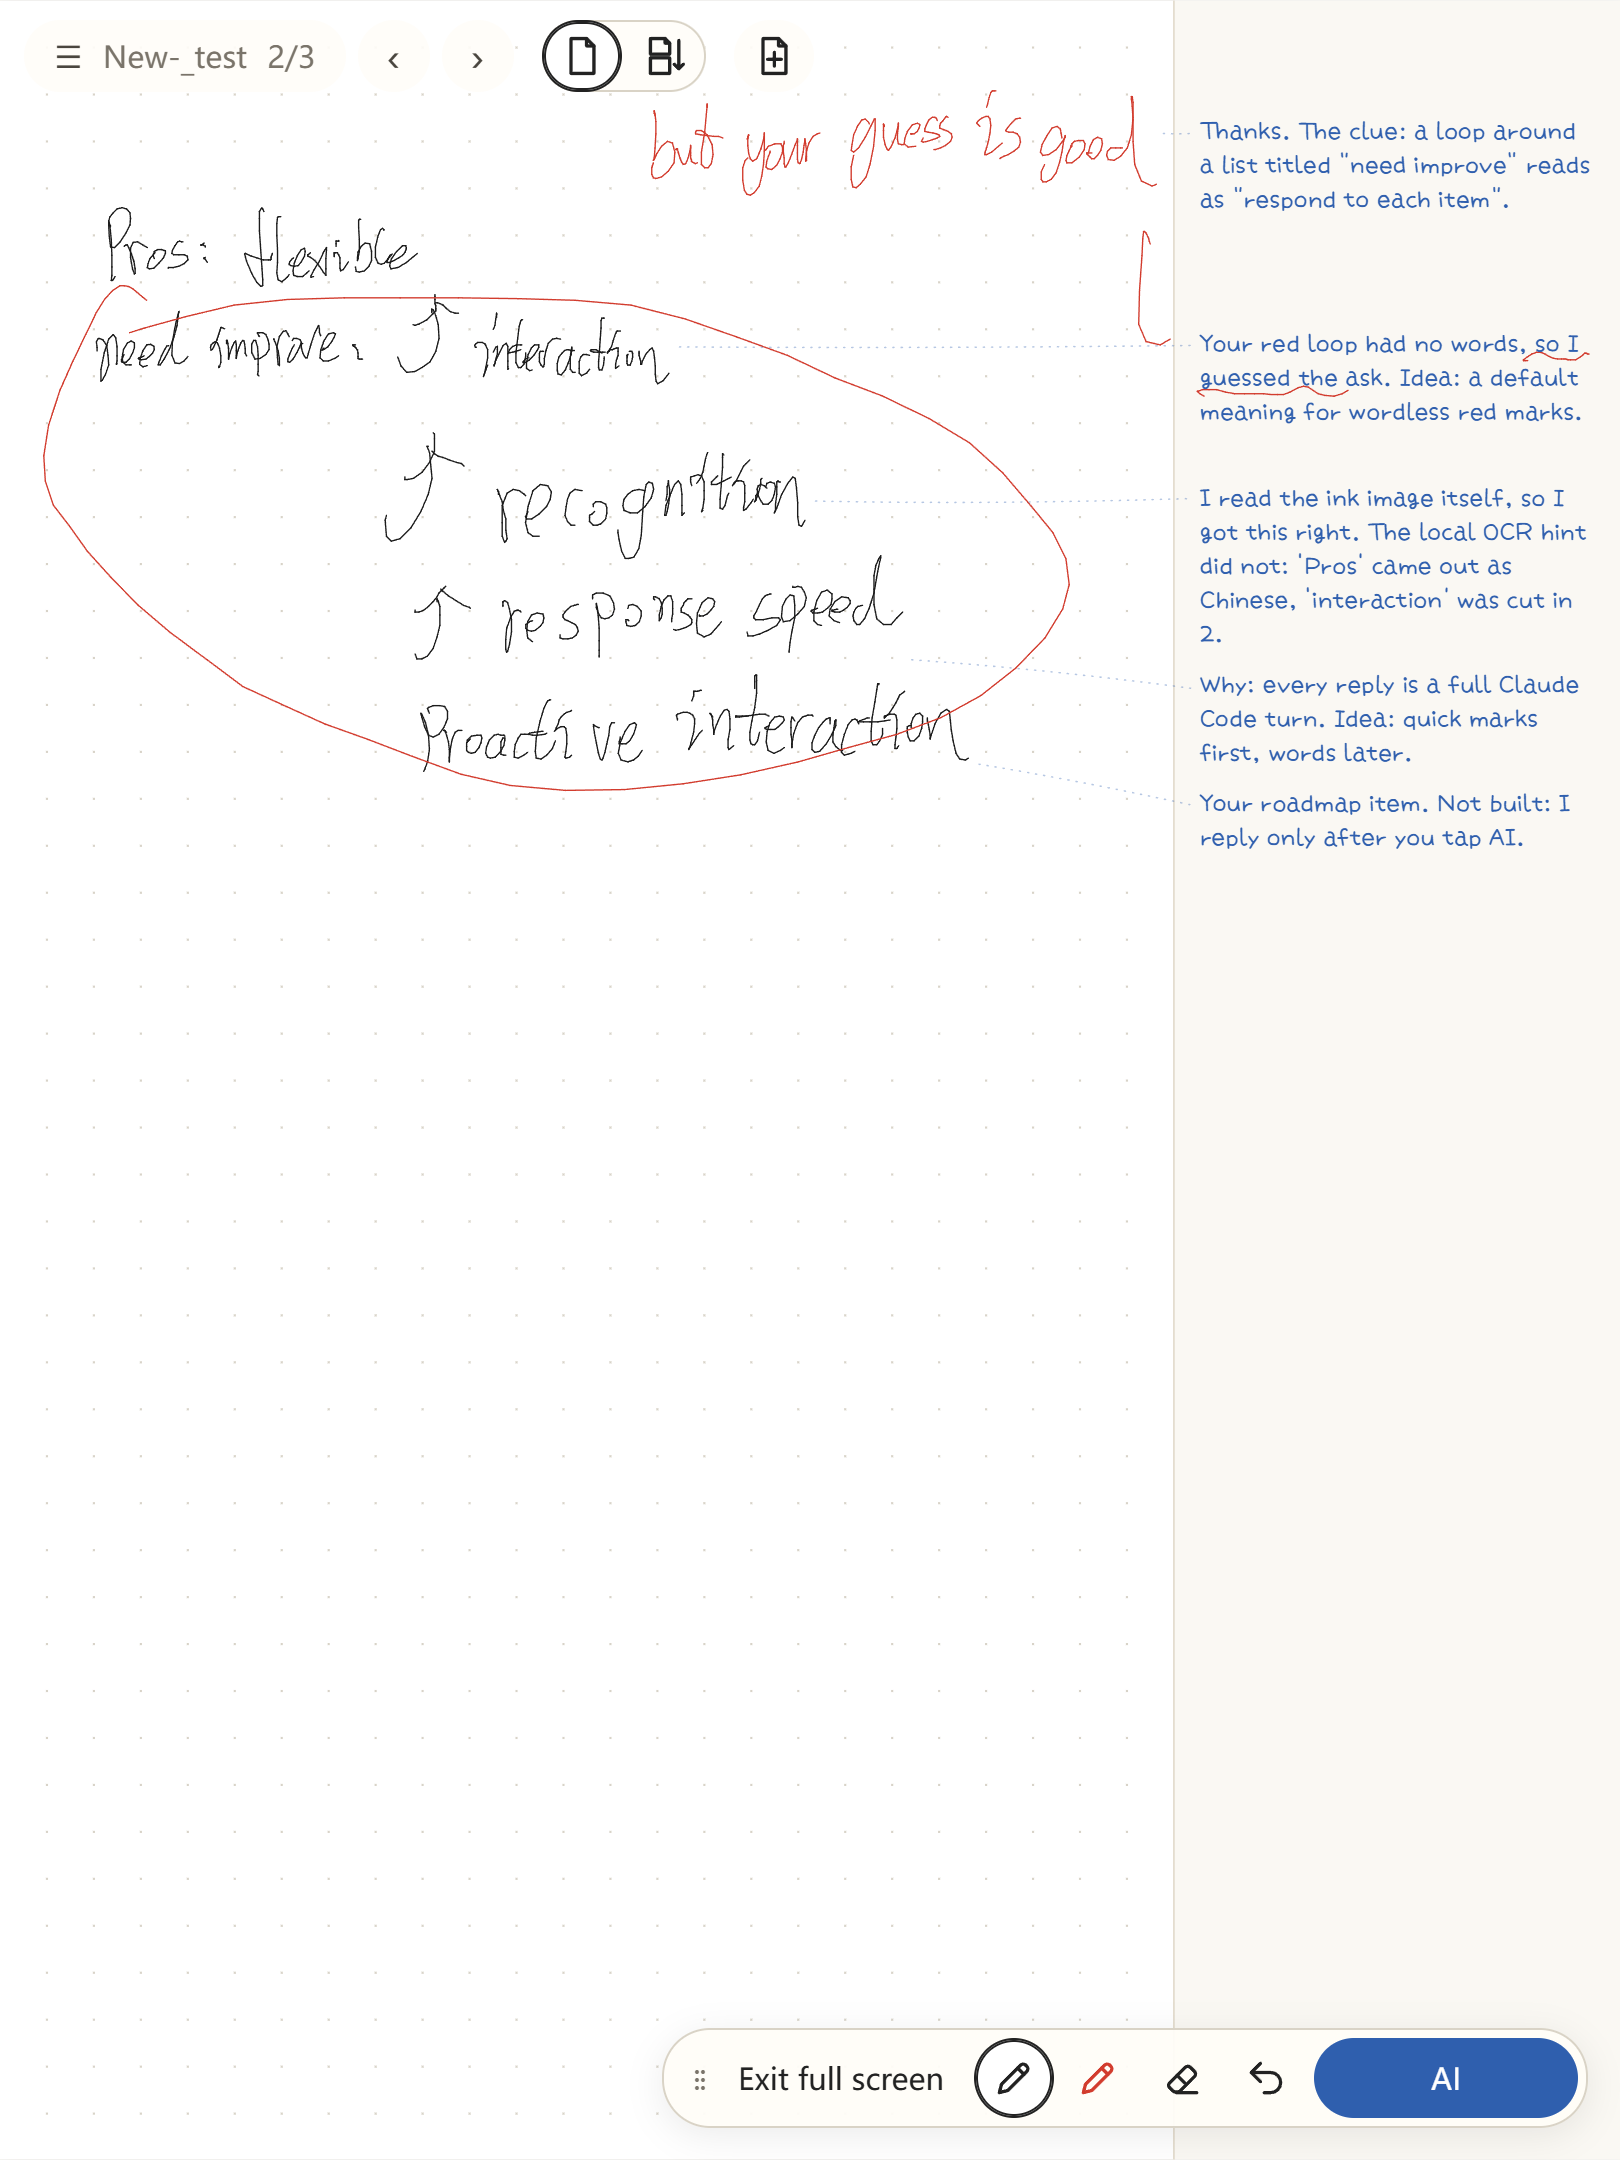 New-_test 2/3
but your guess is good
Thanks. The clue: a loop around
a list titled "need improve" reads
as "respond to each item".
Pros: flexible
need improve: ↑ interaction
Your red loop had no words, so I
guessed the ask. Idea: a default
meaning for wordless red marks.
↑ recognition
I read the ink image itself, so I
got this right. The local OCR hint
did not: 'Pros' came out as
Chinese, 'interaction' was cut in
2.
↑ response speed
Why: every reply is a full Claude
Code turn. Idea: quick marks
first, words later.
Proactive interaction
Your roadmap item. Not built: I
reply only after you tap AI.
Exit full screen
AI